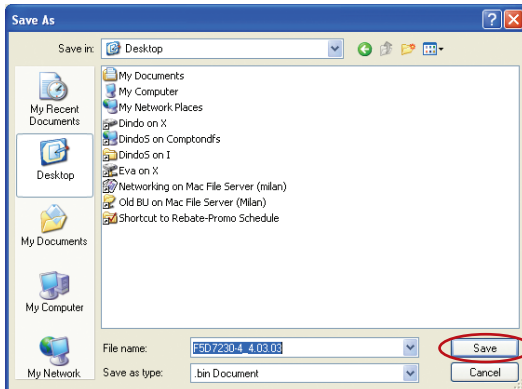 Save As
Save in: Desktop
My Recent
Documents
Desktop
My Documents
My Computer
My Network
My Documents
My Computer
My Network Places
Dindo on X
DindoS on Comptondfs
DindoS on I
Eva on X
Networking on Mac File Server (milan)
Old BU on Mac File Server (Milan)
Shortcut to Rebate-Promo Schedule
File name: F5D7230-4_4.03.03 Save
Save as type: .bin Document Cancel